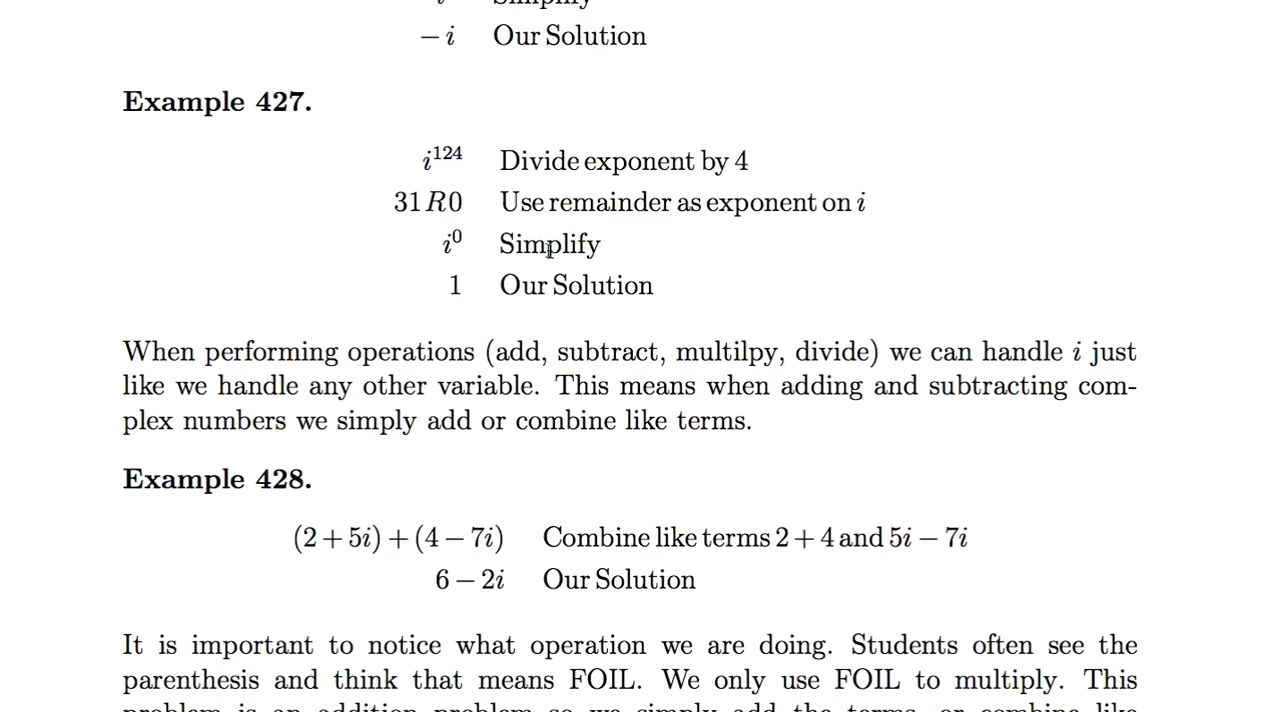 − i Our Solution
Example 427.
i^124 Divide exponent by 4
31 R0 Use remainder as exponent on i
i^0 Simplify
1 Our Solution
When performing operations (add, subtract, multilpy, divide) we can handle i just
like we handle any other variable. This means when adding and subtracting com-
plex numbers we simply add or combine like terms.
Example 428.
(2 + 5i) + (4 − 7i) Combine like terms 2 + 4 and 5i − 7i
6 − 2i Our Solution
It is important to notice what operation we are doing. Students often see the
parenthesis and think that means FOIL. We only use FOIL to multiply. This